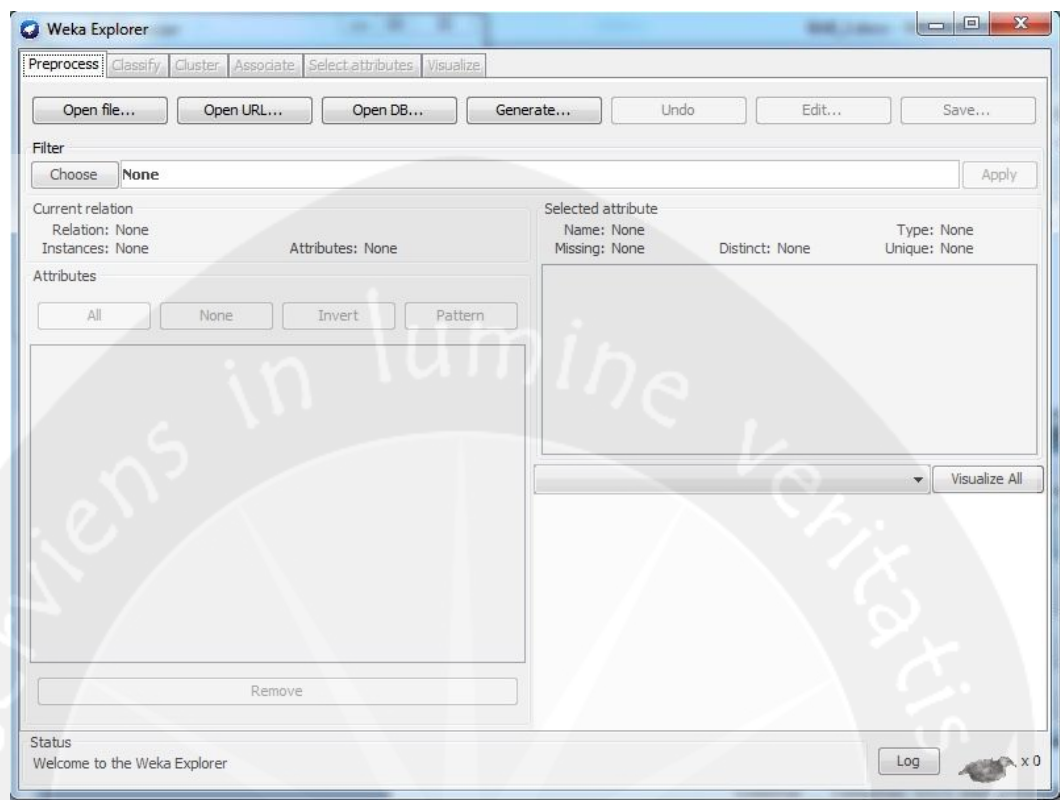 Weka Explorer
Preprocess Classify Cluster Associate Select attributes Visualize
Open file... Open URL... Open DB... Generate... Undo Edit... Save...
Filter
Choose None Apply
Current relation
Relation: None
Instances: None Attributes: None
Selected attribute
Name: None Type: None
Missing: None Distinct: None Unique: None
Attributes
All None Invert Pattern
Visualize All
Remove
Status
Welcome to the Weka Explorer
Log x 0
in lumine veritatis